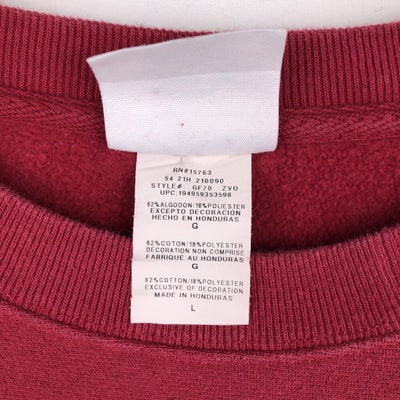 RN#15763
54 21H 210090
STYLE#: GF70 ZVO
UPC:194959353598
82%ALGODON/18%POLIESTER
EXCEPTO DECORACION
HECHO EN HONDURAS
G
82%COTON/18%POLYESTER
DECORATION NON COMPRISE
FABRIQUE AU HONDURAS
G
82%COTTON/18%POLYESTER
EXCLUSIVE OF DECORATION
MADE IN HONDURAS
L